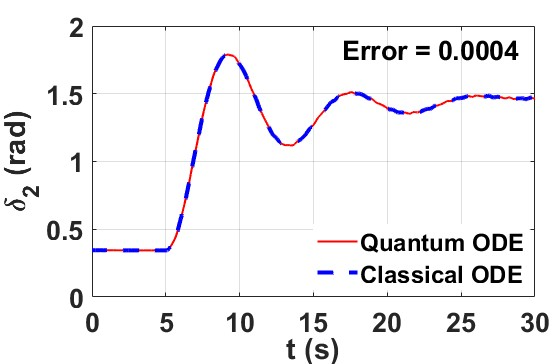 2
1.5
1
0.5
0
δ2 (rad)
Error = 0.0004
Quantum ODE
Classical ODE
0 5 10 15 20 25 30
t (s)